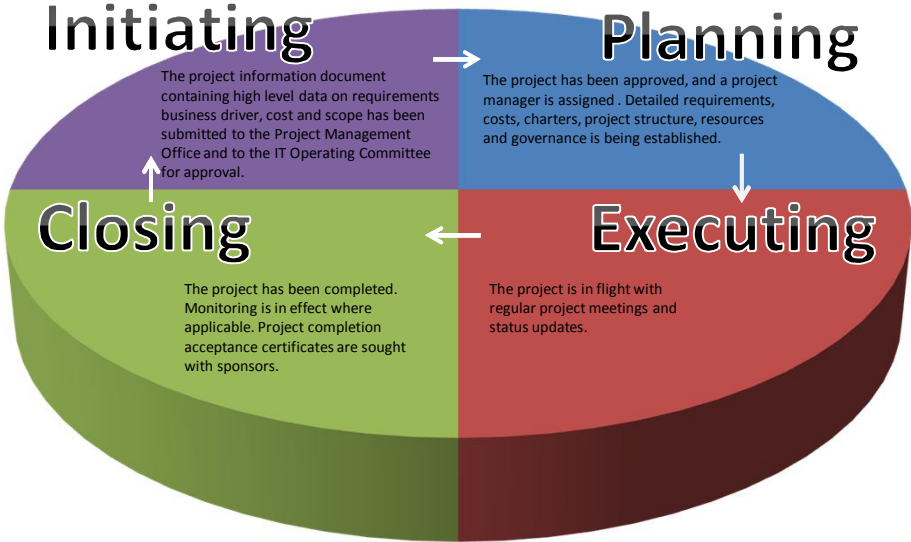 Initiating
The project information document
containing high level data on requirements
business driver, cost and scope has been
submitted to the Project Management
Office and to the IT Operating Committee
for approval.
Planning
The project has been approved, and a project
manager is assigned . Detailed requirements,
costs, charters, project structure, resources
and governance is being established.
Closing
The project has been completed.
Monitoring is in effect where
applicable. Project completion
acceptance certificates are sought
with sponsors.
Executing
The project is in flight with
regular project meetings and
status updates.